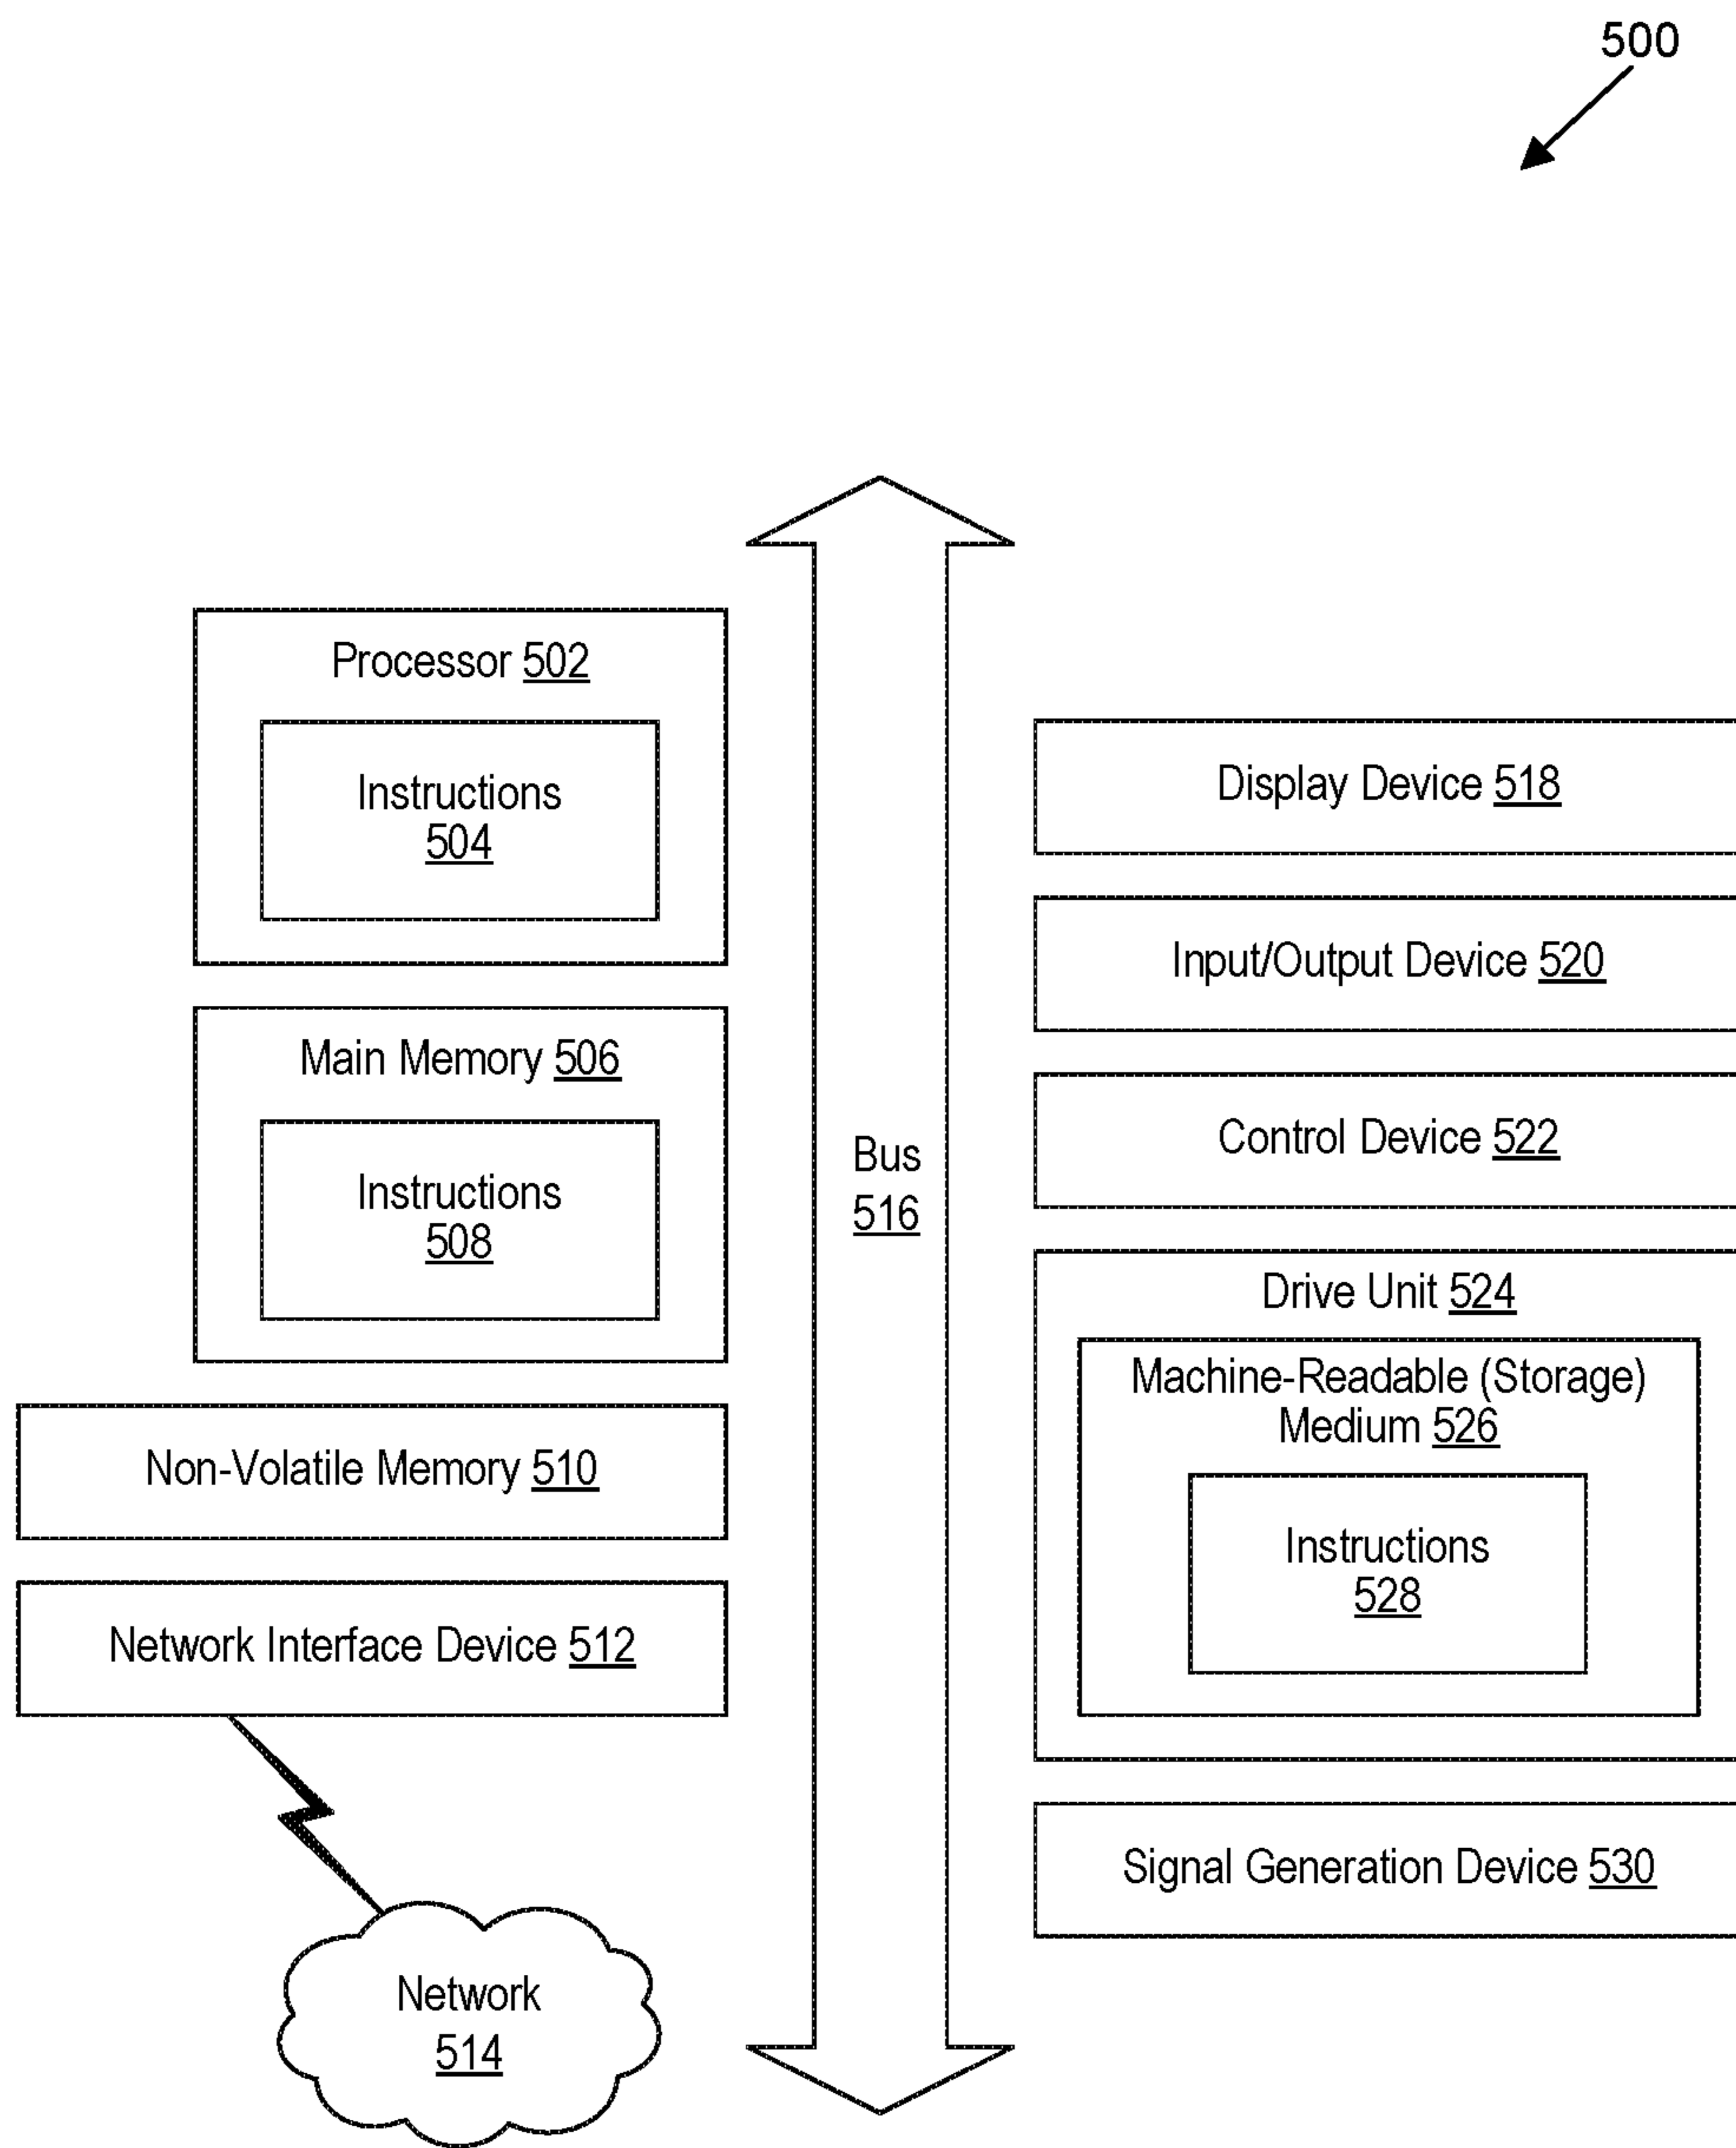 500
Processor 502
Instructions
504
Main Memory 506
Instructions
508
Non-Volatile Memory 510
Network Interface Device 512
Network
514
Bus
516
Display Device 518
Input/Output Device 520
Control Device 522
Drive Unit 524
Machine-Readable (Storage)
Medium 526
Instructions
528
Signal Generation Device 530